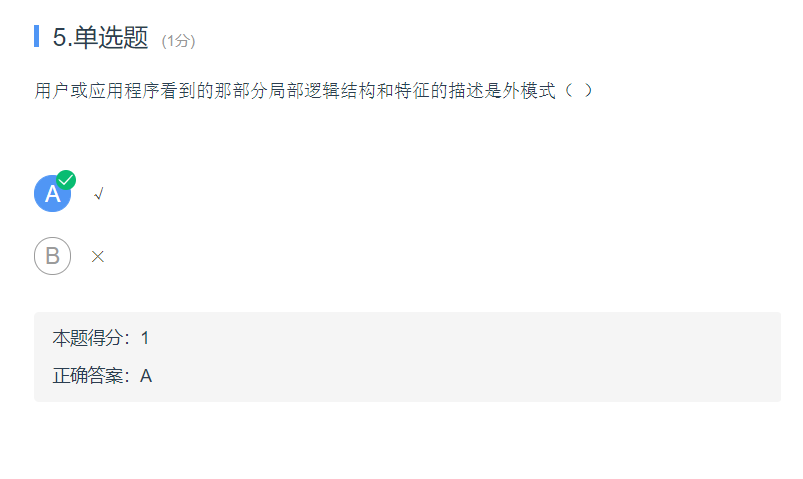 5.单选题 (1分)
用户或应用程序看到的那部分局部逻辑结构和特征的描述是外模式（ ）
A √
B ×
本题得分：1
正确答案：A